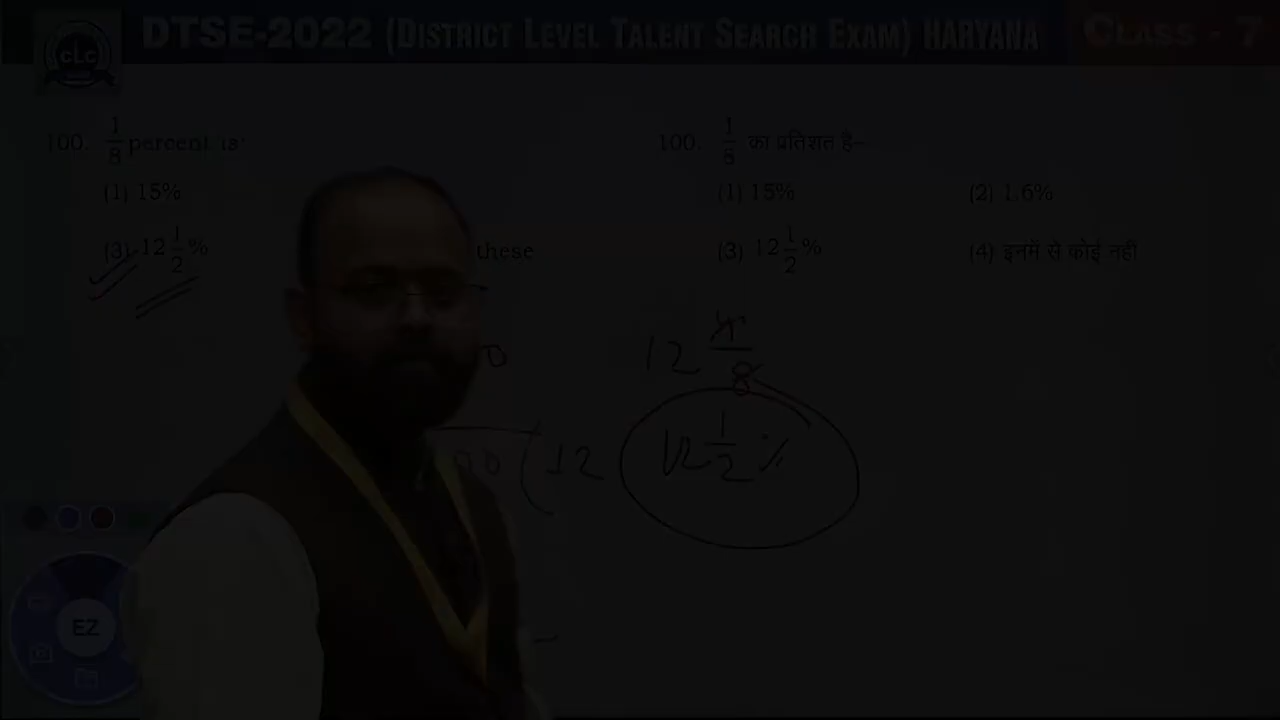 DTSE-2022 (DISTRICT LEVEL TALENT SEARCH EXAM) HARYANA
CLASS - 7
cLc
100. 1/8 percent is
(1) 15%
(3) 12 1/2 %
these
100. 1/8 का प्रतिशत है-
(1) 15% (2) 1.6%
(3) 12 1/2 % (4) इनमें से कोई नहीं
12 4/8
00 ( 12
12 1/2 %
EZ